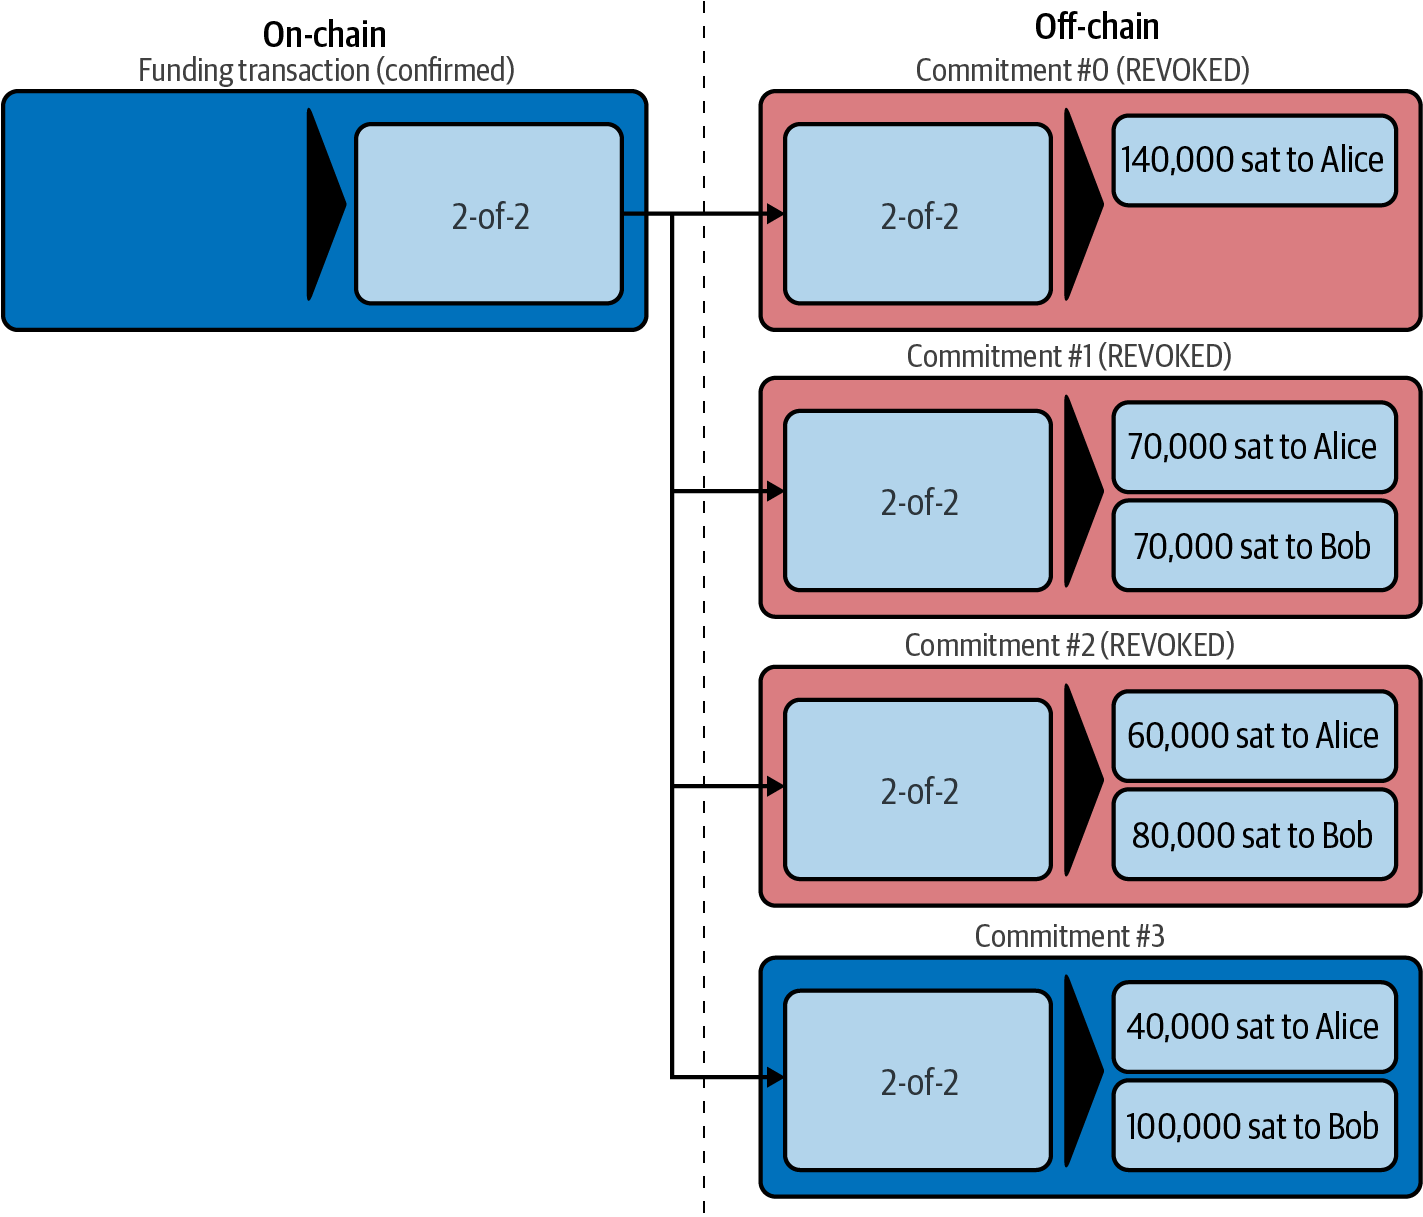 On-chain
Funding transaction (confirmed)
2-of-2
Off-chain
Commitment #0 (REVOKED)
2-of-2
140,000 sat to Alice
Commitment #1 (REVOKED)
2-of-2
70,000 sat to Alice
70,000 sat to Bob
Commitment #2 (REVOKED)
2-of-2
60,000 sat to Alice
80,000 sat to Bob
Commitment #3
2-of-2
40,000 sat to Alice
100,000 sat to Bob